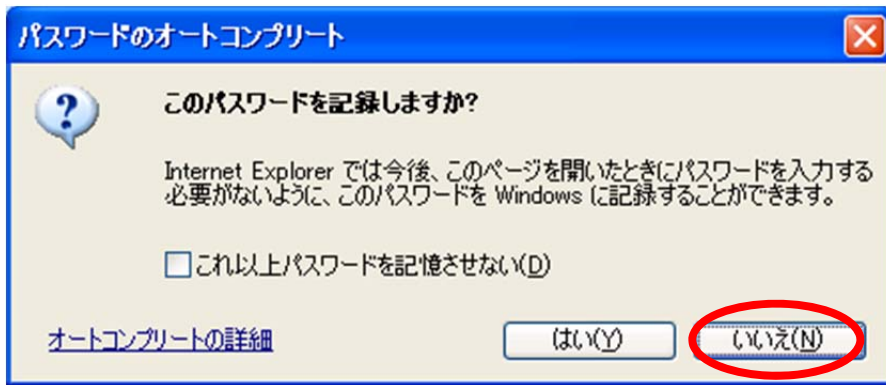 パスワードのオートコンプリート
このパスワードを記録しますか?
Internet Explorer では今後、このページを開いたときにパスワードを入力する
必要がないように、このパスワードを Windows に記録することができます。
これ以上パスワードを記憶させない(D)
オートコンプリートの詳細 はい(Y) いいえ(N)